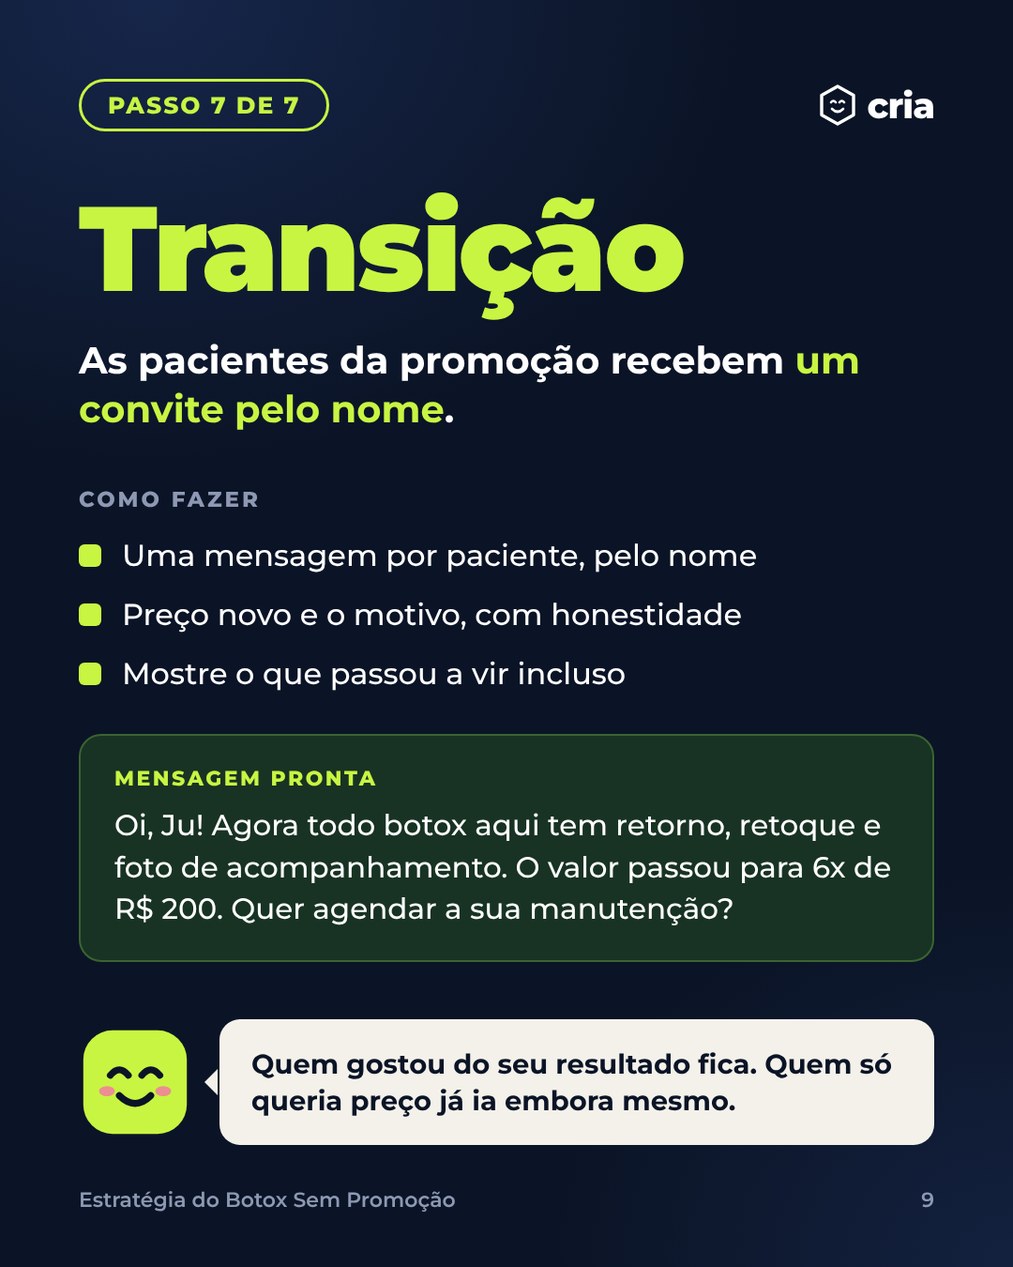 PASSO 7 DE 7
cria
Transição
As pacientes da promoção recebem um
convite pelo nome.
COMO FAZER
Uma mensagem por paciente, pelo nome
Preço novo e o motivo, com honestidade
Mostre o que passou a vir incluso
MENSAGEM PRONTA
Oi, Ju! Agora todo botox aqui tem retorno, retoque e
foto de acompanhamento. O valor passou para 6x de
R$ 200. Quer agendar a sua manutenção?
Quem gostou do seu resultado fica. Quem só
queria preço já ia embora mesmo.
Estratégia do Botox Sem Promoção
9